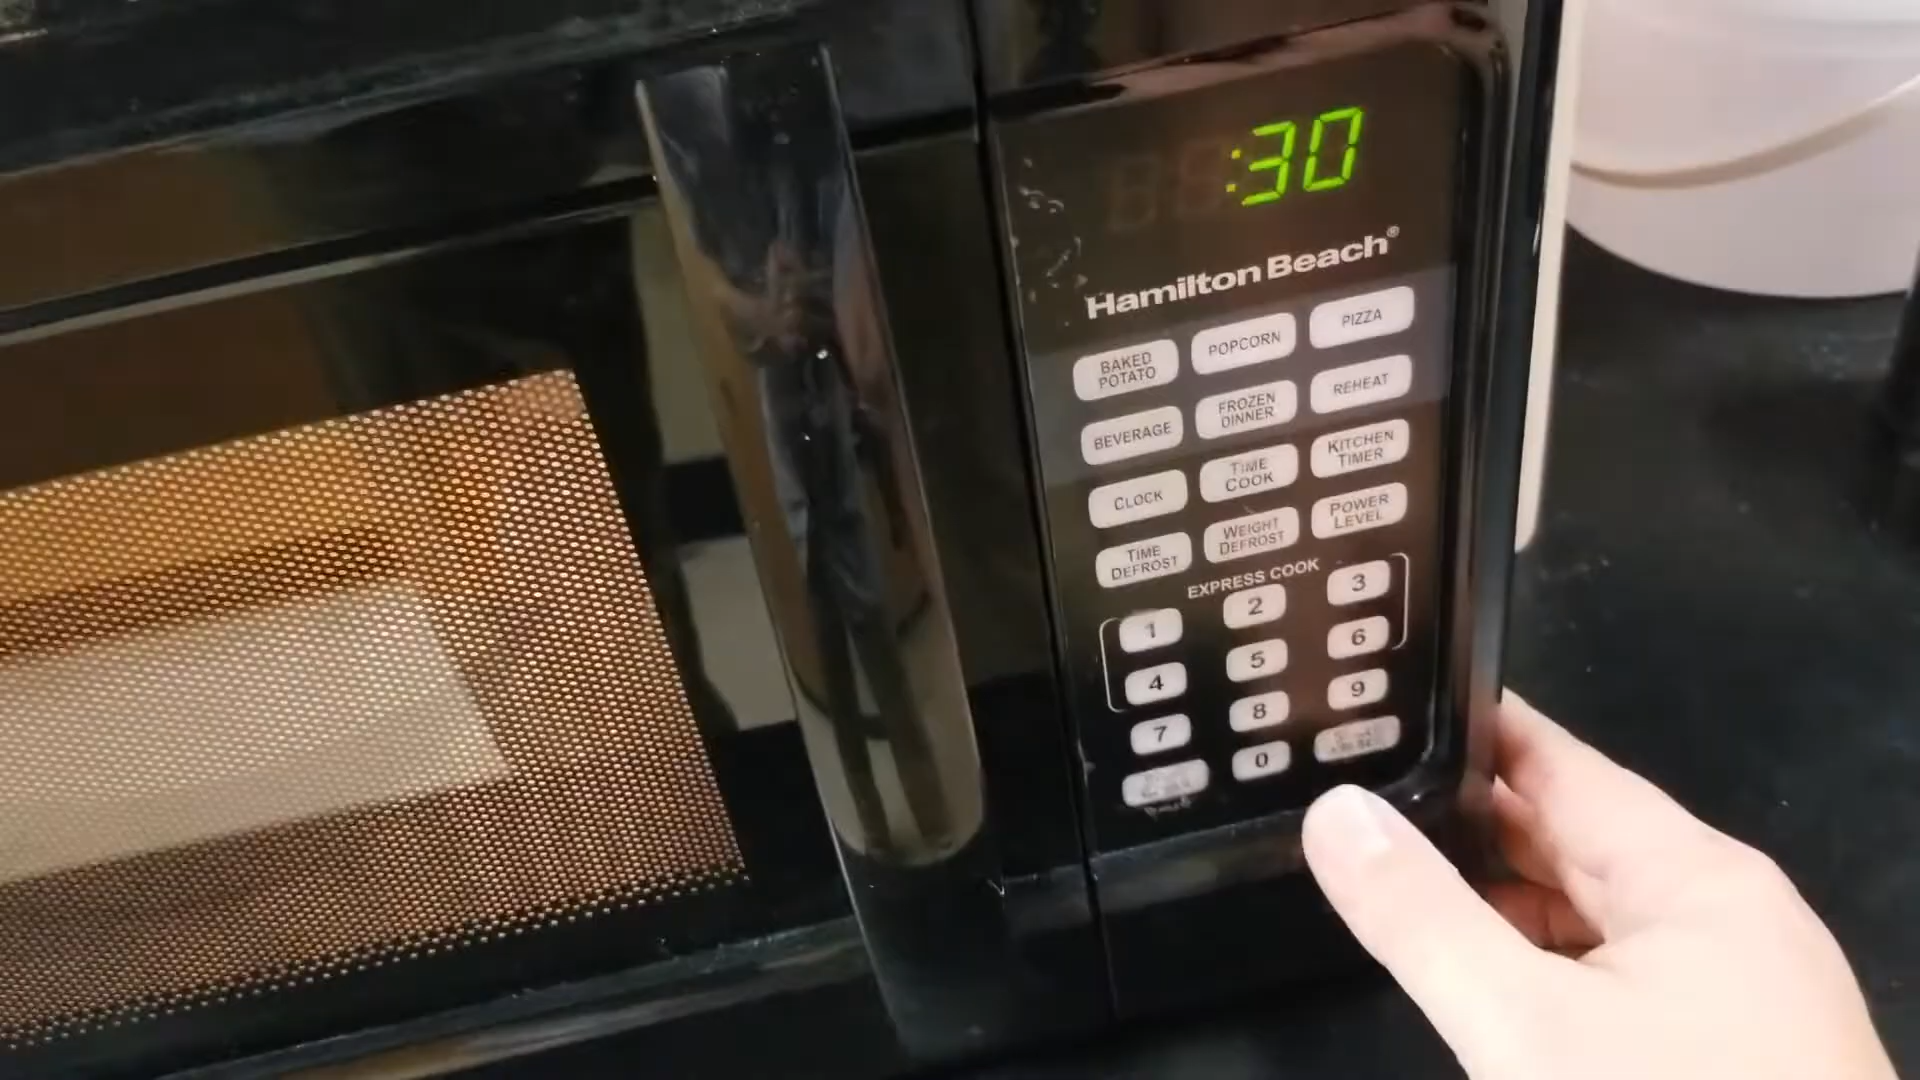 :30
Hamilton Beach®
BAKED
POTATO
POPCORN
PIZZA
BEVERAGE
FROZEN
DINNER
REHEAT
CLOCK
TIME
COOK
KITCHEN
TIMER
TIME
DEFROST
WEIGHT
DEFROST
POWER
LEVEL
EXPRESS COOK
1
2
3
4
5
6
7
8
9
0